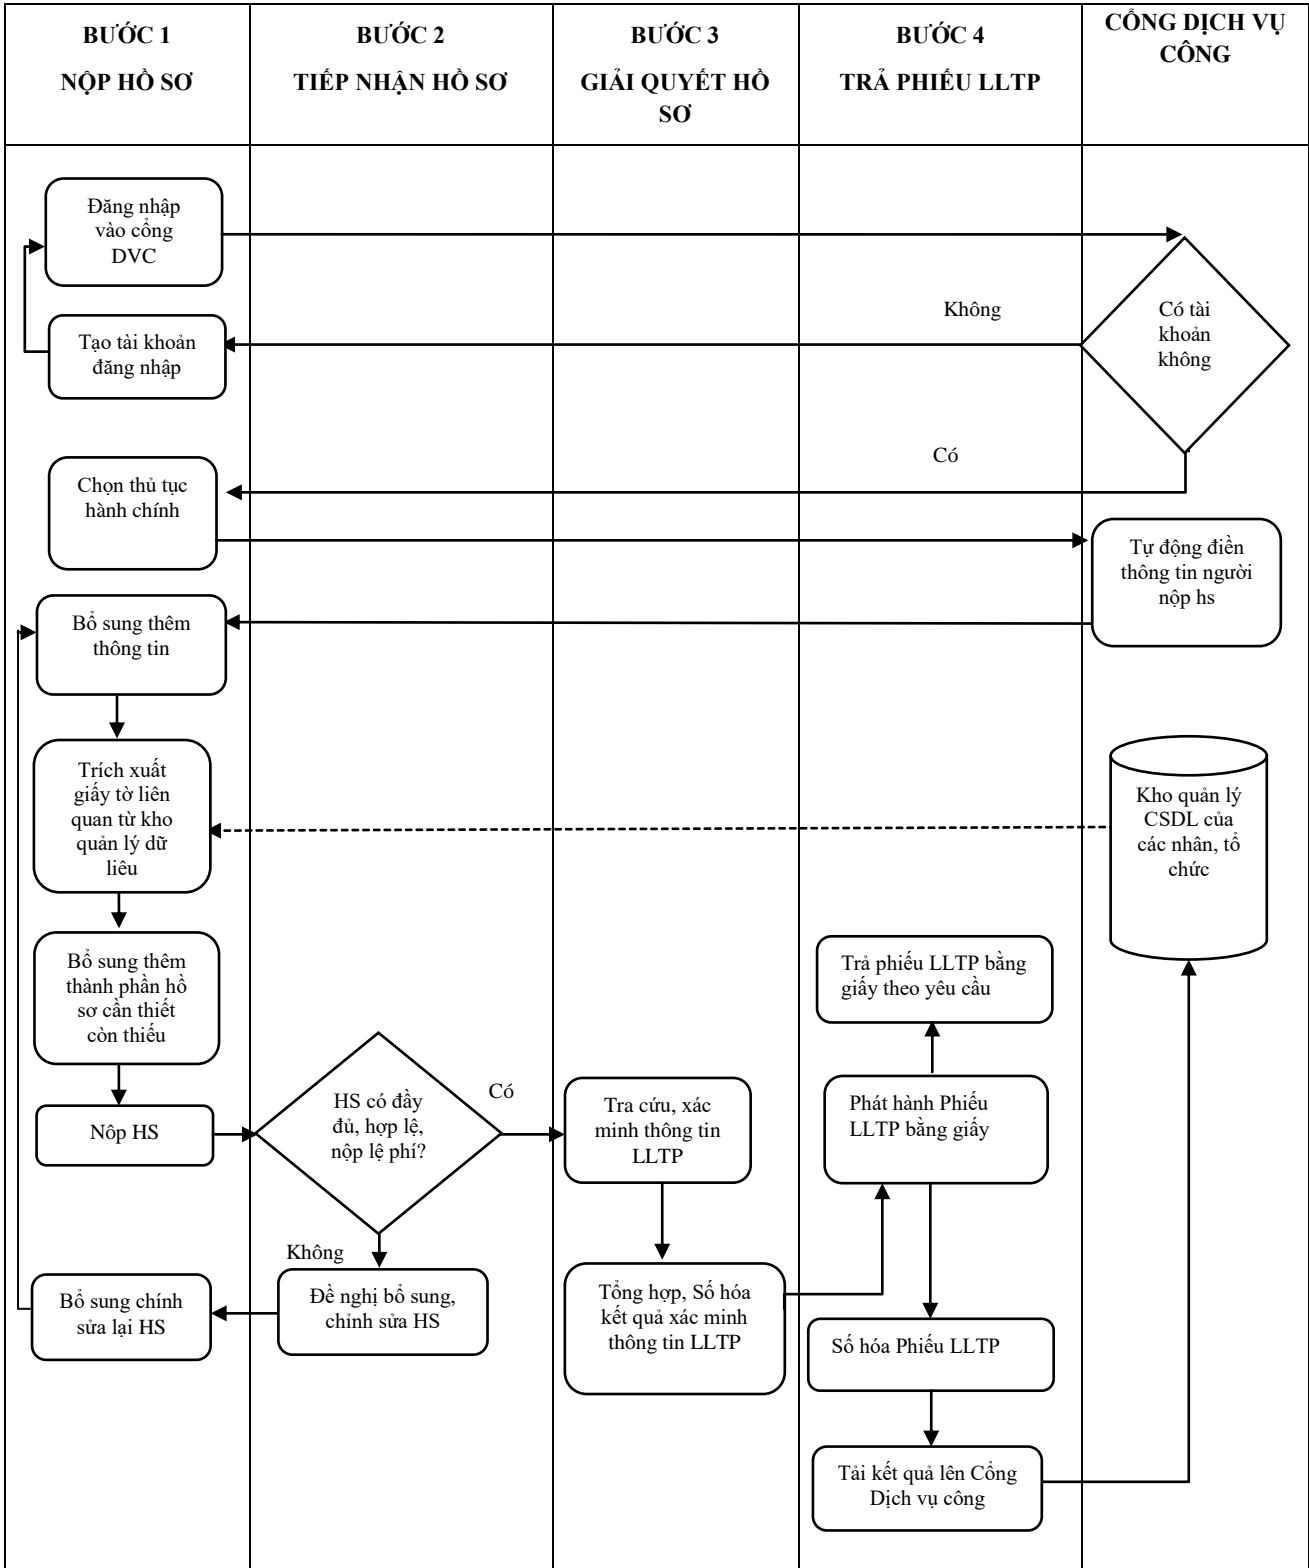 BƯỚC 1
NỘP HỒ SƠ
BƯỚC 2
TIẾP NHẬN HỒ SƠ
BƯỚC 3
GIẢI QUYẾT HỒ
SƠ
BƯỚC 4
TRẢ PHIẾU LLTP
CỔNG DỊCH VỤ
CÔNG
Đăng nhập
vào cổng
DVC
Không
Có tài
khoản
không
Tạo tài khoản
đăng nhập
Có
Chọn thủ tục
hành chính
Tự động điền
thông tin người
nộp hs
Bổ sung thêm
thông tin
Trích xuất
giấy tờ liên
quan từ kho
quản lý dữ
liêu
Kho quản lý
CSDL của
các nhân, tổ
chức
Bổ sung thêm
thành phần hồ
sơ cần thiết
còn thiếu
Trả phiếu LLTP bằng
giấy theo yêu cầu
Nôp HS
HS có đầy
đủ, hợp lệ,
nộp lệ phí?
Có
Tra cứu, xác
minh thông tin
LLTP
Phát hành Phiếu
LLTP bằng giấy
Không
Bổ sung chính
sửa lại HS
Đề nghị bổ sung,
chỉnh sửa HS
Tổng hợp, Số hóa
kết quả xác minh
thông tin LLTP
Số hóa Phiếu LLTP
Tải kết quả lên Cổng
Dịch vụ công